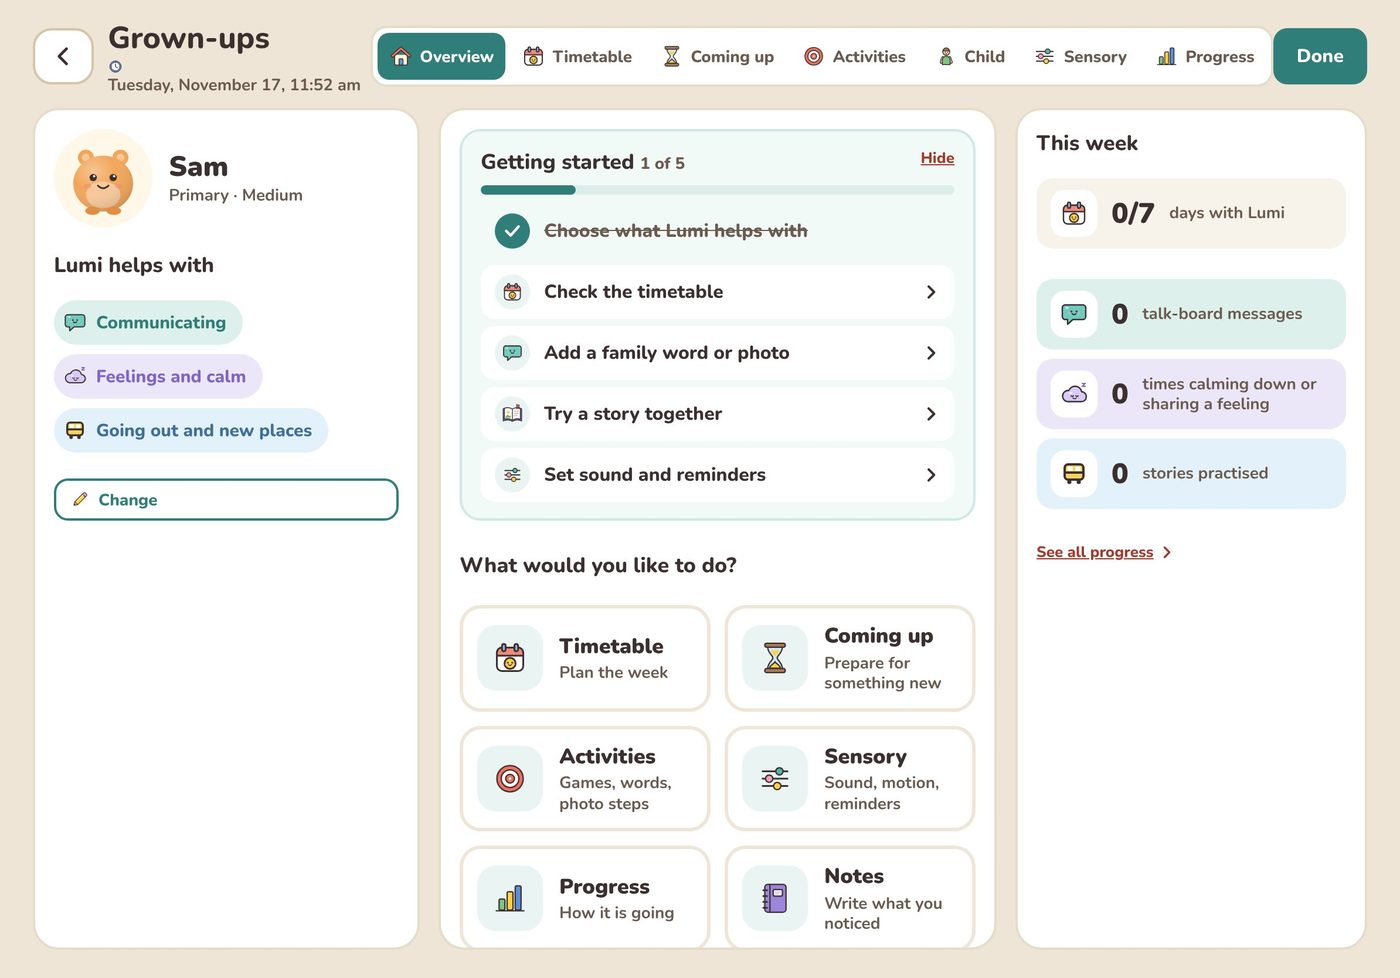 Grown-ups
Tuesday, November 17, 11:52 am
Overview
Timetable
Coming up
Activities
Child
Sensory
Progress
Done
Sam
Primary · Medium
Lumi helps with
Communicating
Feelings and calm
Going out and new places
Change
Getting started 1 of 5
Hide
Choose what Lumi helps with
Check the timetable
Add a family word or photo
Try a story together
Set sound and reminders
What would you like to do?
Timetable
Plan the week
Coming up
Prepare for
something new
Activities
Games, words,
photo steps
Sensory
Sound, motion,
reminders
Progress
How it is going
Notes
Write what you
noticed
This week
0/7 days with Lumi
0 talk-board messages
0 times calming down or
sharing a feeling
0 stories practised
See all progress